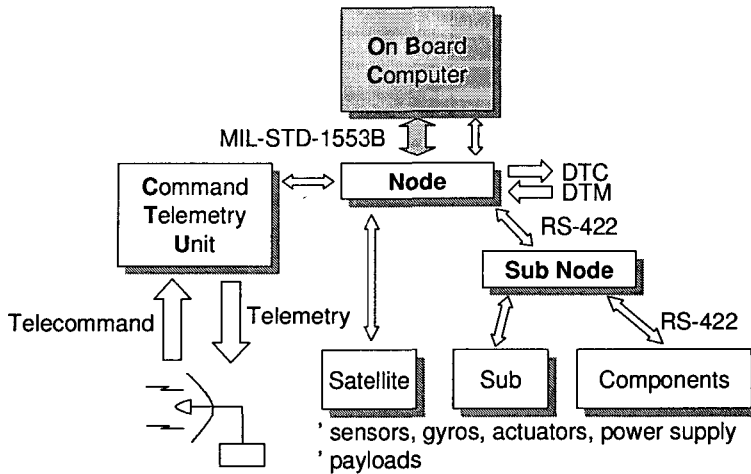 On Board
Computer
MIL-STD-1553B
Command
Telemetry
Unit
Node
DTC
DTM
RS-422
Sub Node
Telecommand
Telemetry
RS-422
Satellite
Sub
Components
' sensors, gyros, actuators, power supply
' payloads